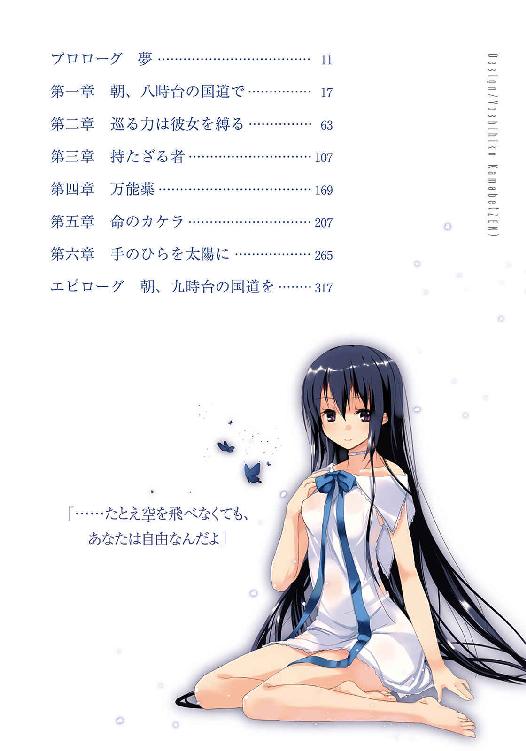 プロローグ　夢 …………………………… 11
第一章　朝、八時台の国道で …………… 17
第二章　巡る力は彼女を縛る …………… 63
第三章　持たざる者 …………………… 107
第四章　万能薬 ………………………… 169
第五章　命のカケラ …………………… 207
第六章　手のひらを太陽に …………… 265
エピローグ　朝、九時台の国道を …… 317
Design/Yoshihiko Kamabe(ZEN)
「……たとえ空を飛べなくても、
あなたは自由なんだよ」